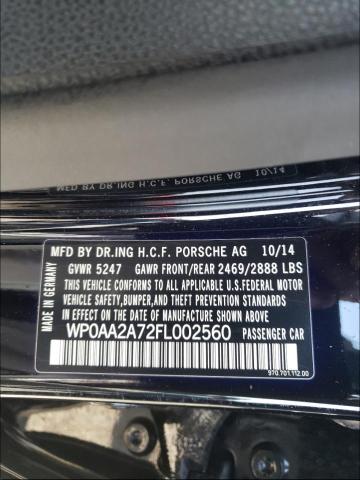 MFD BY DR.ING H.C.F. PORSCHE AG 10/14
MFD BY DR.ING H.C.F. PORSCHE AG 10/14
GVWR 5247 GAWR FRONT/REAR 2469/2888 LBS
THIS VEHICLE CONFORMS TO ALL APPLICABLE
U.S. FEDERAL MOTOR VEHICLE SAFETY, BUMPER,
AND THEFT PREVENTION STANDARDS IN EFFECT
ON THE DATE OF MANUFACTURE SHOWN ABOVE.
WP0AA2A72FL002560 PASSENGER CAR
MADE IN GERMANY
970.701.112.00